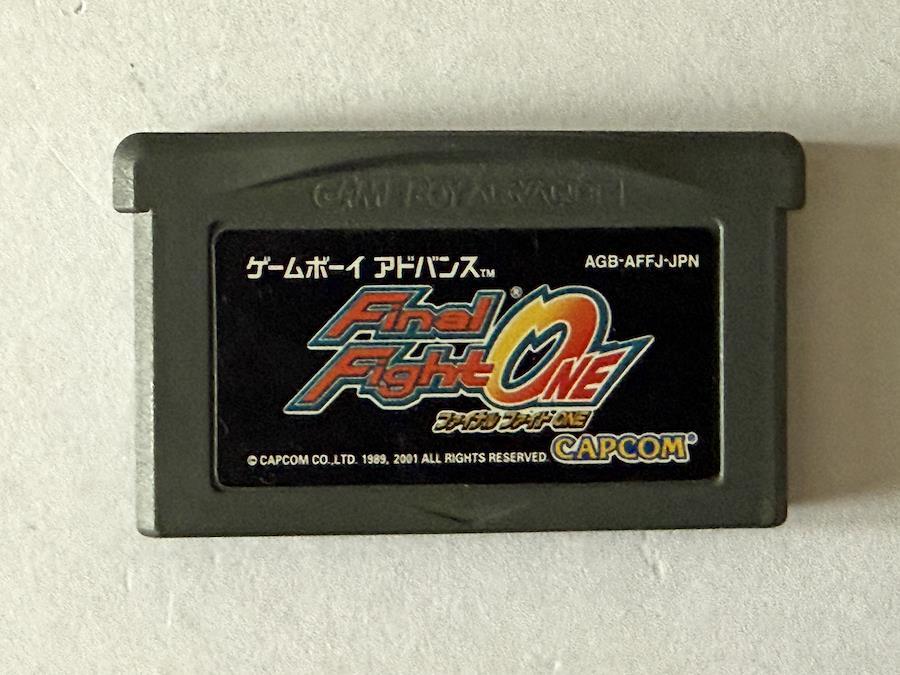 GAME BOY ADVANCE
ゲームボーイ アドバンス™
AGB-AFFJ-JPN
Final®
Fight ONE
ファイナル ファイト ONE
© CAPCOM CO.,LTD. 1989, 2001 ALL RIGHTS RESERVED.
CAPCOM®